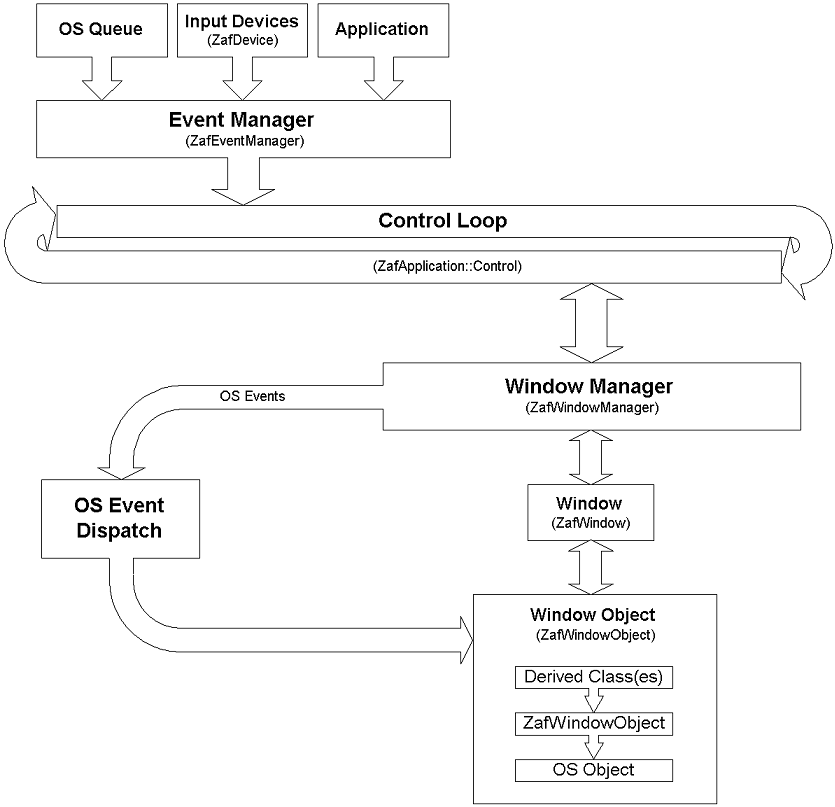 OS Queue
Input Devices
(ZafDevice)
Application
Event Manager
(ZafEventManager)
Control Loop
(ZafApplication::Control)
Window Manager
(ZafWindowManager)
OS Events
OS Event
Dispatch
Window
(ZafWindow)
Window Object
(ZafWindowObject)
Derived Class(es)
ZafWindowObject
OS Object